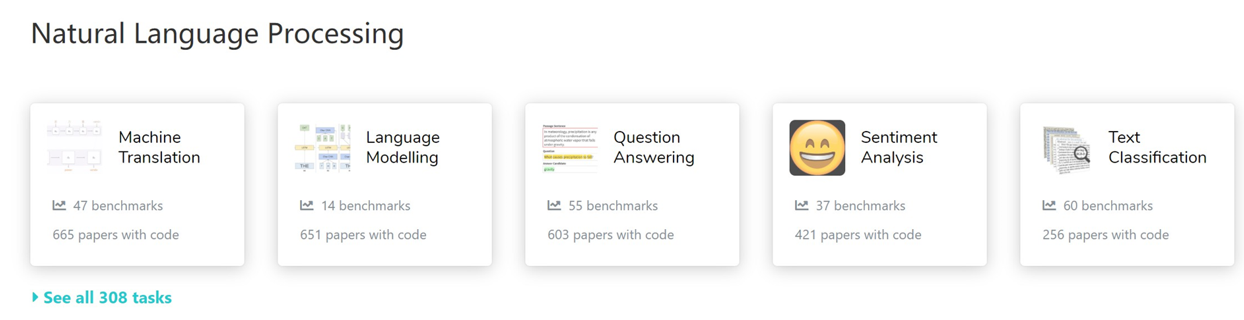 Natural Language Processing
Machine
Translation
47 benchmarks
665 papers with code
THE
Language
Modelling
14 benchmarks
651 papers with code
Question
Answering
55 benchmarks
603 papers with code
Sentiment
Analysis
37 benchmarks
421 papers with code
Text
Classification
60 benchmarks
256 papers with code
See all 308 tasks